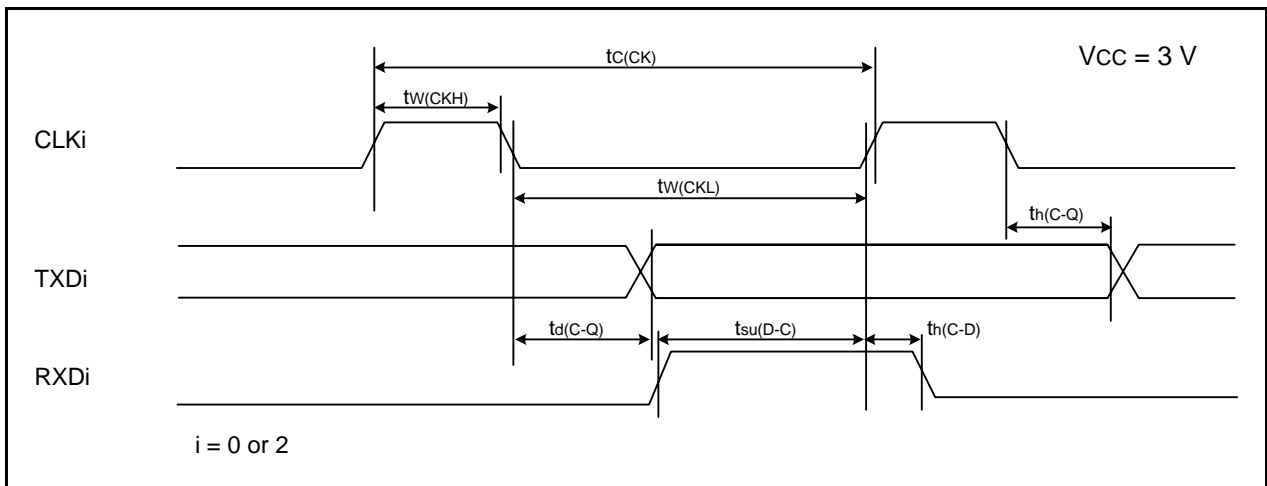 tC(CK)
VCC = 3 V
tW(CKH)
CLKi
tW(CKL)
th(C-Q)
TXDi
td(C-Q)
tsu(D-C)
th(C-D)
RXDi
i = 0 or 2